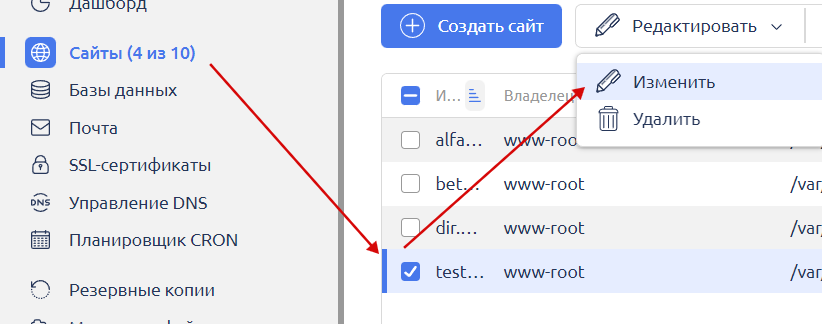 Дашборд
Сайты (4 из 10)
Базы данных
Почта
SSL-сертификаты
DNS Управление DNS
Планировщик CRON
Резервные копии
Создать сайт
Редактировать
Изменить
Удалить
И... Владелец
alfa... www-root /var/
bet... www-root /var/
dir.... www-root /var/
test... www-root /var/